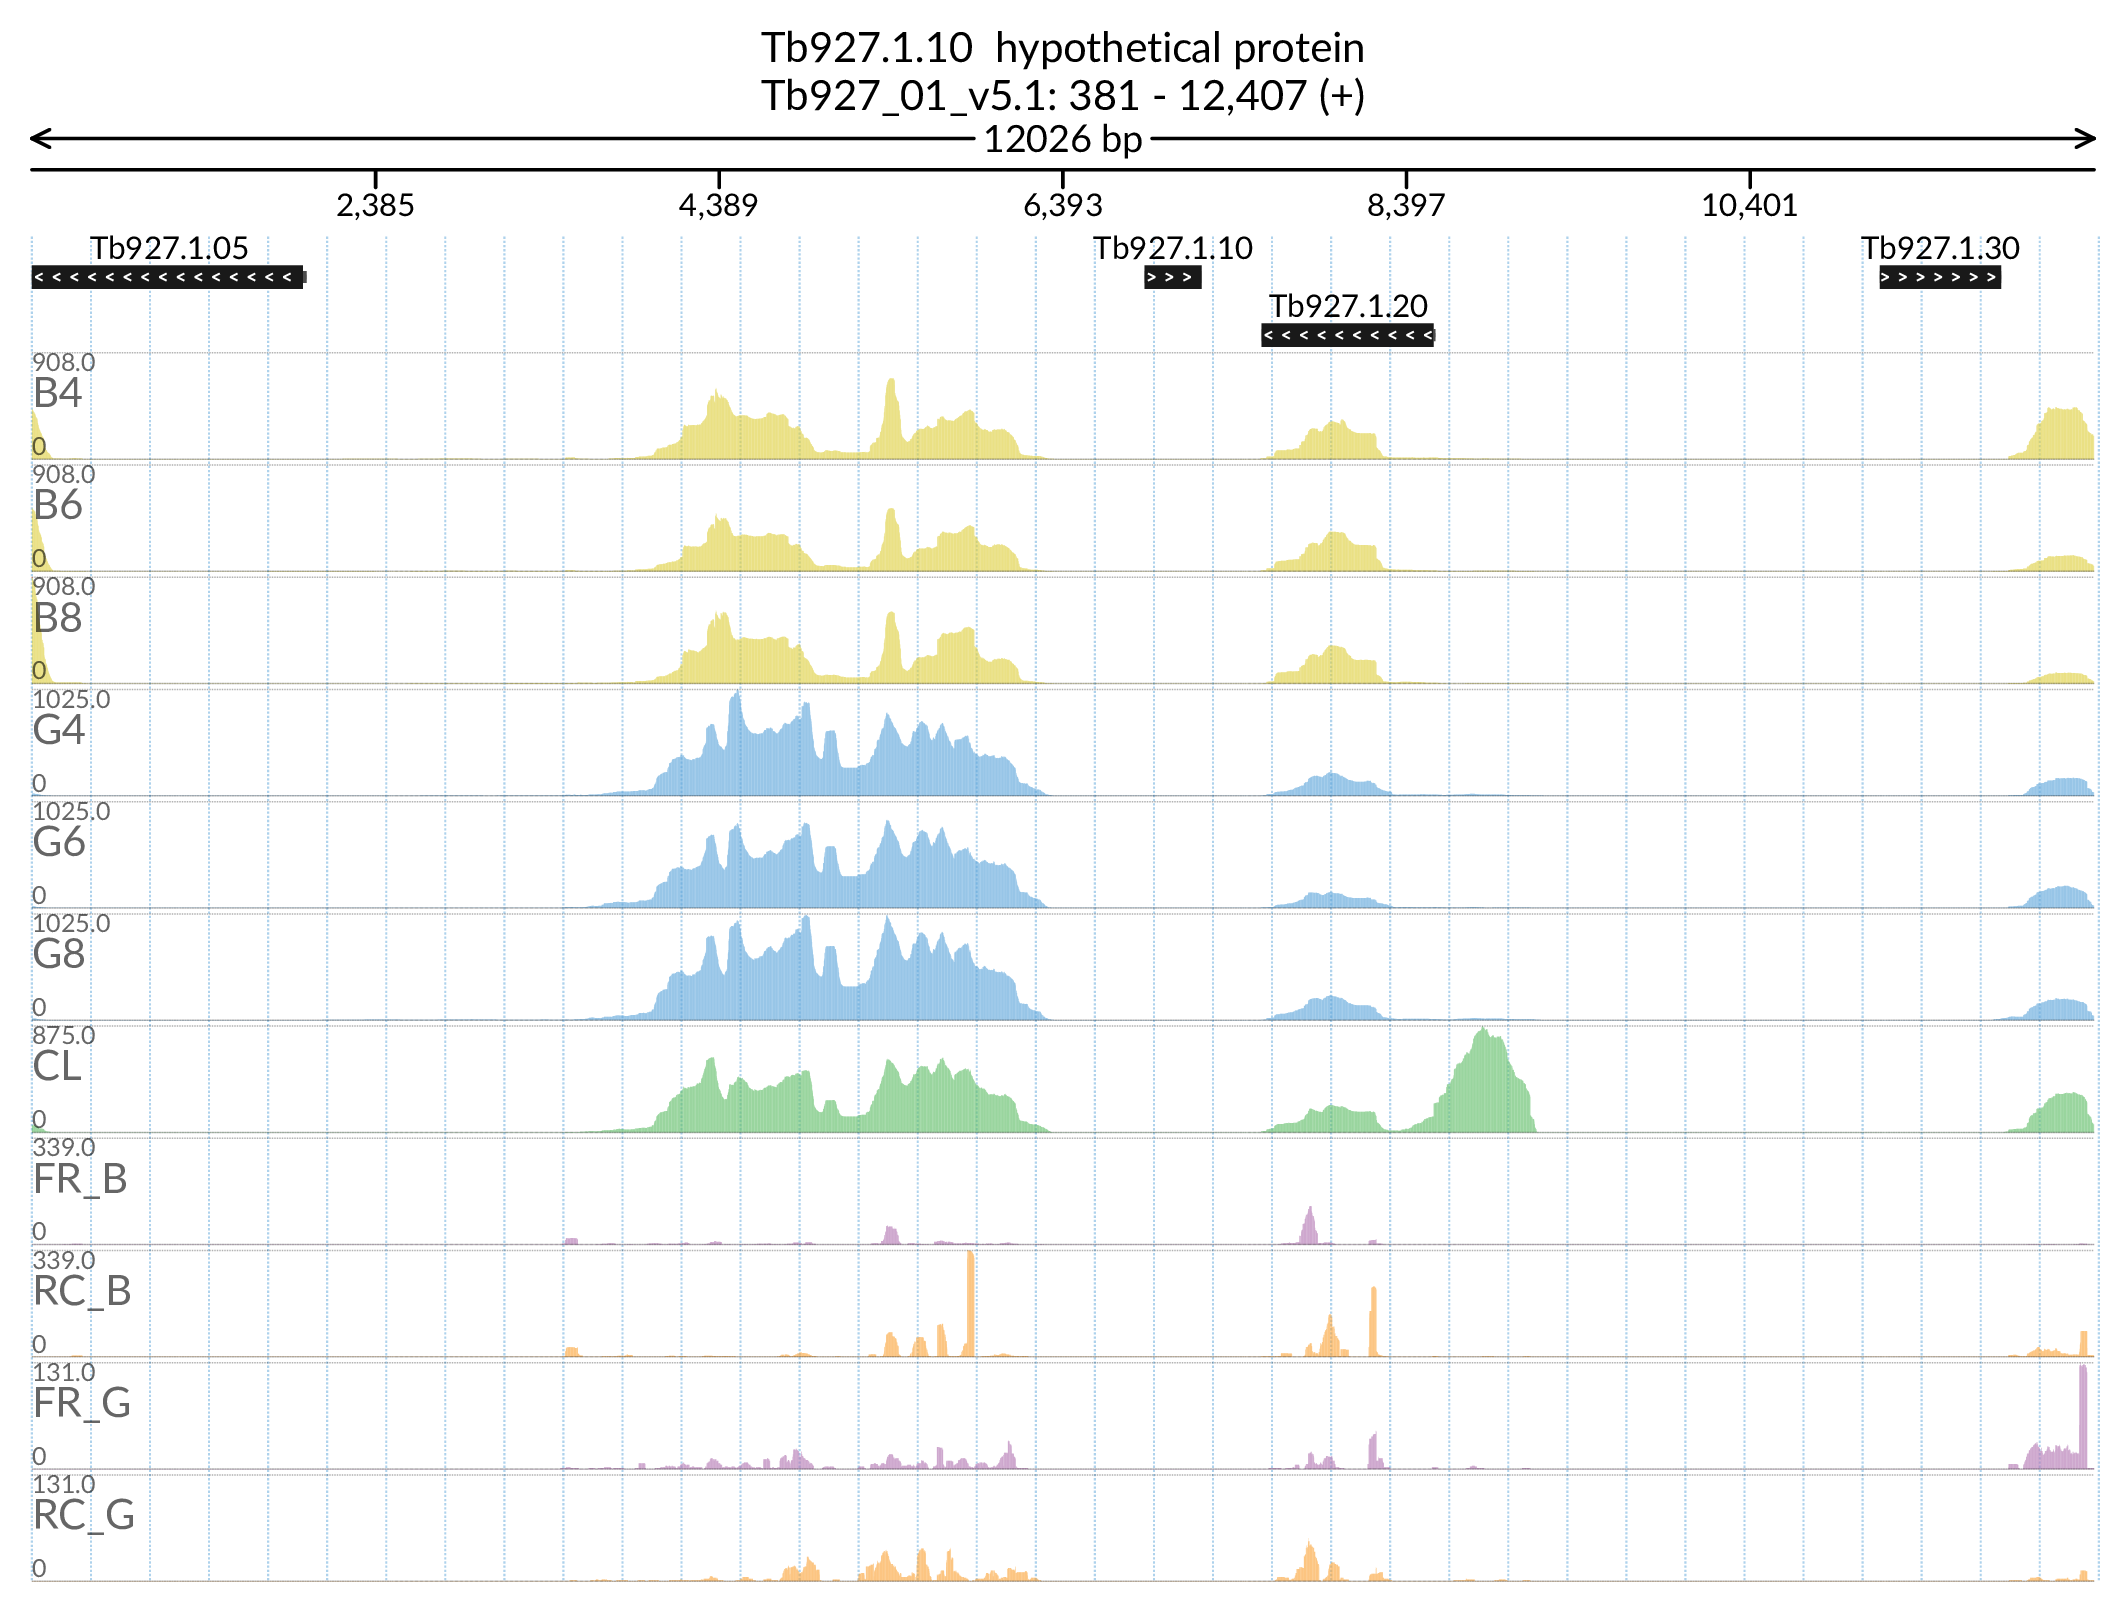 Tb927.1.10  hypothetical protein
Tb927_01_v5.1: 381 - 12,407 (+)
12026 bp
2,385 4,389 6,393 8,397 10,401
Tb927.1.05 Tb927.1.10 Tb927.1.30
Tb927.1.20
908.0
B4
0
908.0
B6
0
908.0
B8
0
1025.0
G4
0
1025.0
G6
0
1025.0
G8
0
875.0
CL
0
339.0
FR_B
0
339.0
RC_B
0
131.0
FR_G
0
131.0
RC_G
0